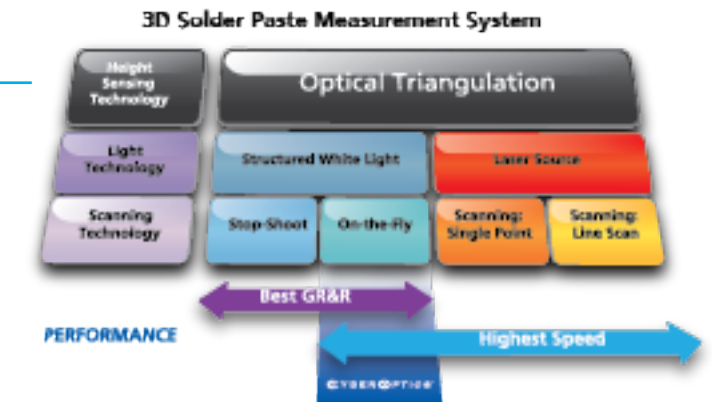 3D Solder Paste Measurement System
Height
Sensing
Technology
Optical Triangulation
Light
Technology
Structured White Light
Laser Source
Scanning
Technology
Stop-Shoot
On-the-Fly
Scanning:
Single Point
Scanning:
Line Scan
Best GR&R
PERFORMANCE
Highest Speed
CYBEROPTICS